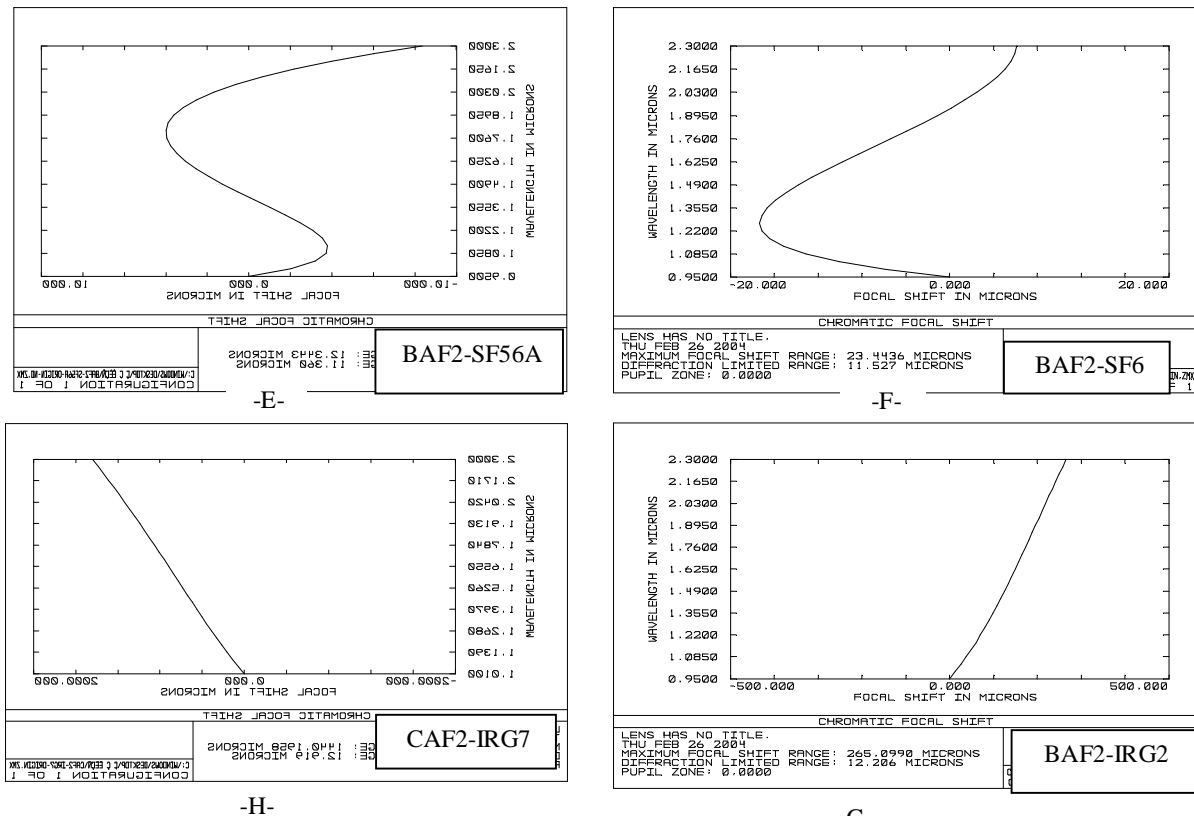 2.3000
2.1650
2.0300
1.8950
1.7600
1.6250
1.4900
1.3550
1.2200
1.0850
0.9500
WAVELENGTH IN MICRONS
10.000 0.0000 -10.000
FOCAL SHIFT IN MICRONS
CHROMATIC FOCAL SHIFT
GE: 12.3443 MICRONS
GE: 11.360 MICRONS
CONFIGURATION 1 OF 1
BAF2-SF56A
-E-
2.3000
2.1650
2.0300
1.8950
1.7600
1.6250
1.4900
1.3550
1.2200
1.0850
0.9500
WAVELENGTH IN MICRONS
-20.000 0.0000 20.000
FOCAL SHIFT IN MICRONS
CHROMATIC FOCAL SHIFT
LENS HAS NO TITLE.
THU FEB 26 2004
MAXIMUM FOCAL SHIFT RANGE: 23.4436 MICRONS
DIFFRACTION LIMITED RANGE: 11.527 MICRONS
PUPIL ZONE: 0.0000
BAF2-SF6
-F-
2.3000
2.1710
2.0420
1.9130
1.7840
1.6550
1.5260
1.3970
1.2680
1.1390
1.0100
WAVELENGTH IN MICRONS
2000.000 0.000 -2000.000
FOCAL SHIFT IN MICRONS
CHROMATIC FOCAL SHIFT
GE: 1140.1958 MICRONS
GE: 12.919 MICRONS
CONFIGURATION 1 OF 1
CAF2-IRG7
-H-
2.3000
2.1650
2.0300
1.8950
1.7600
1.6250
1.4900
1.3550
1.2200
1.0850
0.9500
WAVELENGTH IN MICRONS
-500.000 0.000 500.000
FOCAL SHIFT IN MICRONS
CHROMATIC FOCAL SHIFT
LENS HAS NO TITLE.
THU FEB 26 2004
MAXIMUM FOCAL SHIFT RANGE: 265.0990 MICRONS
DIFFRACTION LIMITED RANGE: 12.206 MICRONS
PUPIL ZONE: 0.0000
BAF2-IRG2